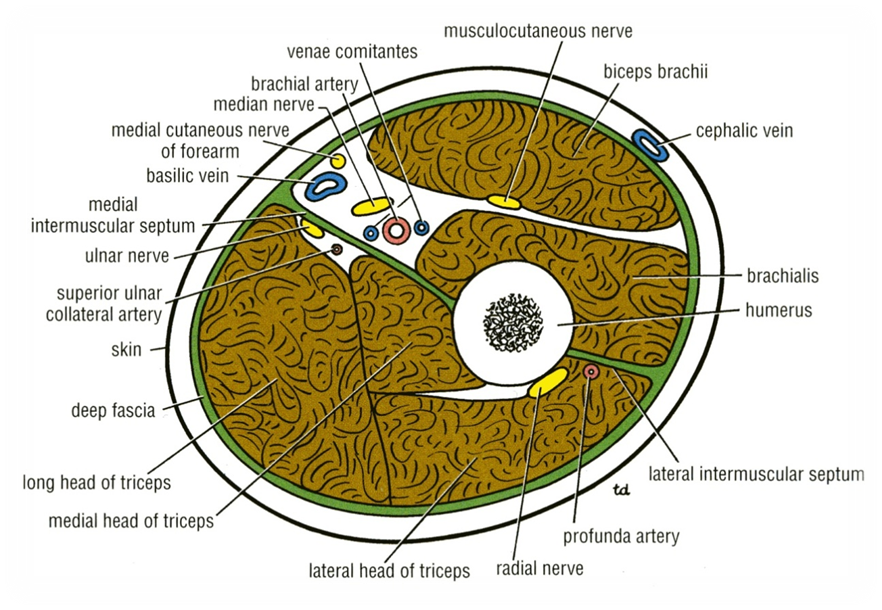 musculocutaneous nerve
venae comitantes
biceps brachii
brachial artery
median nerve
cephalic vein
medial cutaneous nerve
of forearm
basilic vein
medial
intermuscular septum
ulnar nerve
brachialis
superior ulnar
collateral artery
humerus
skin
deep fascia
long head of triceps
lateral intermuscular septum
td
medial head of triceps
profunda artery
lateral head of triceps
radial nerve